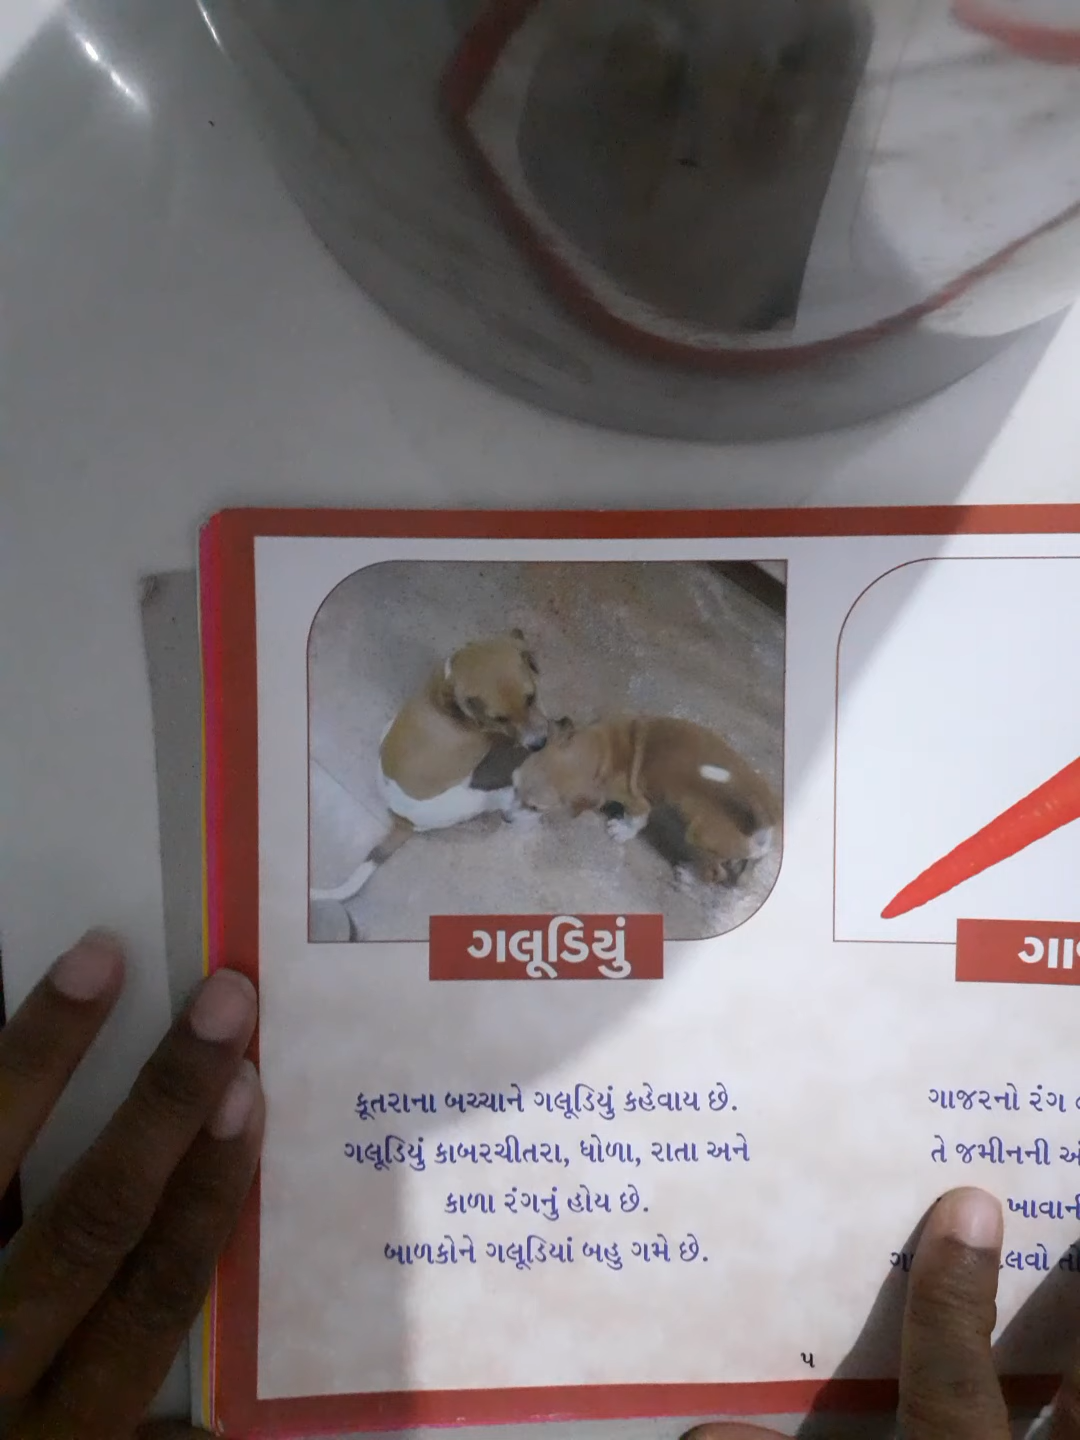 ગલૂડિયું
કૂતરાના બચ્ચાને ગલૂડિયું કહેવાય છે.
ગલૂડિયું કાબરચીતરા, ધોળા, રાતા અને
કાળા રંગનું હોય છે.
બાળકોને ગલૂડિયાં બહુ ગમે છે.
ગાજરનો રંગ
તે જમીનની
ખાવાની
૫